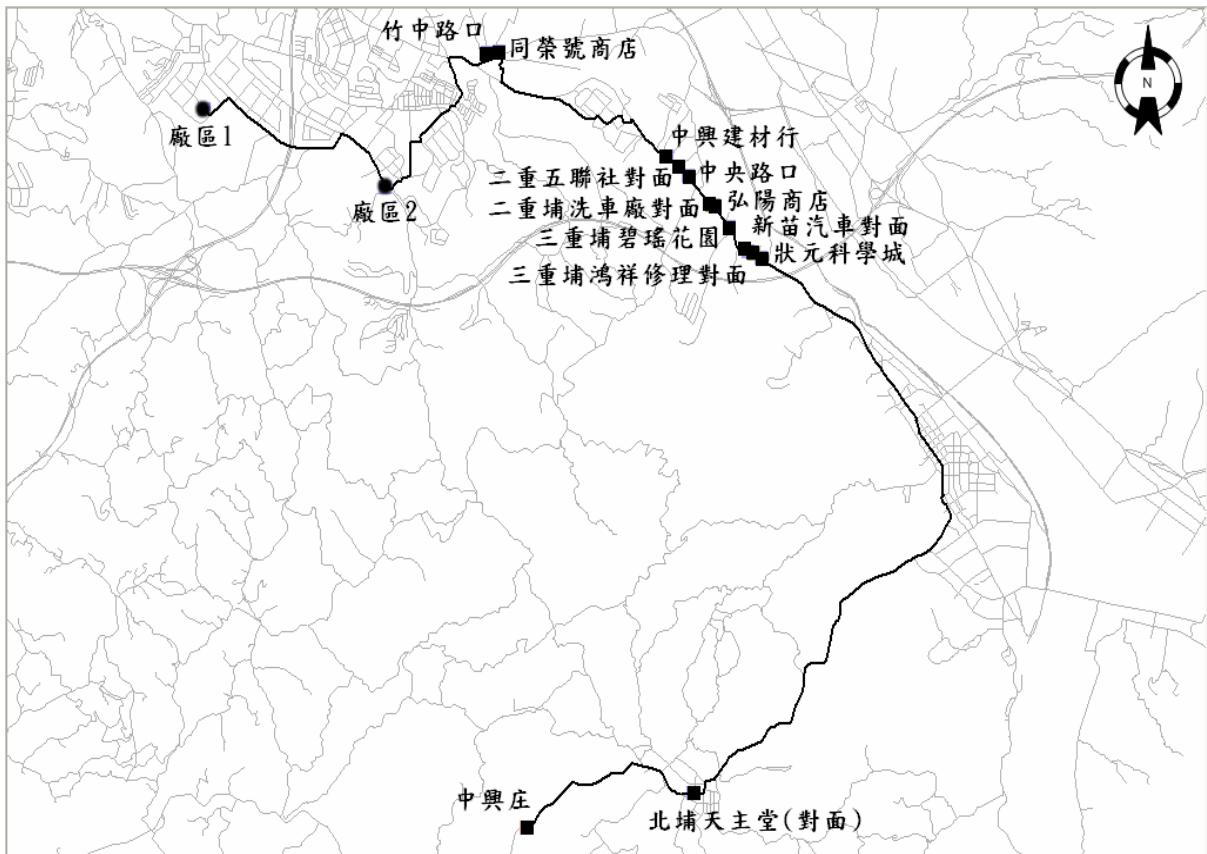 竹中路口
同榮號商店
N
廠區1
中興建材行
二重五聯社對面
中央路口
廠區2
二重埔洗車廠對面
弘陽商店
三重埔碧瑤花園
新苗汽車對面
狀元科學城
三重埔鴻祥修理對面
中興庄
北埔天主堂(對面)